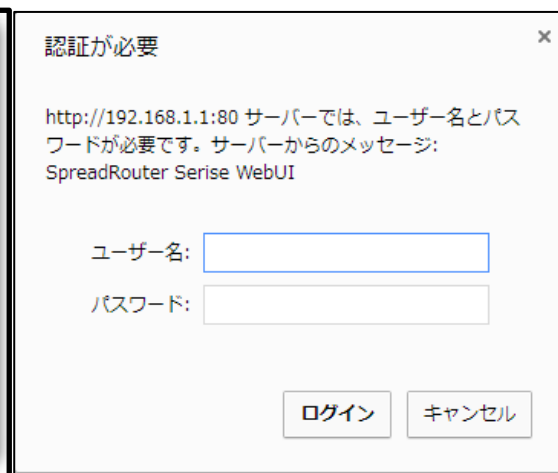 認証が必要
×
http://192.168.1.1:80 サーバーでは、ユーザー名とパス
ワードが必要です。サーバーからのメッセージ:
SpreadRouter Serise WebUI
ユーザー名:
パスワード:
ログイン キャンセル